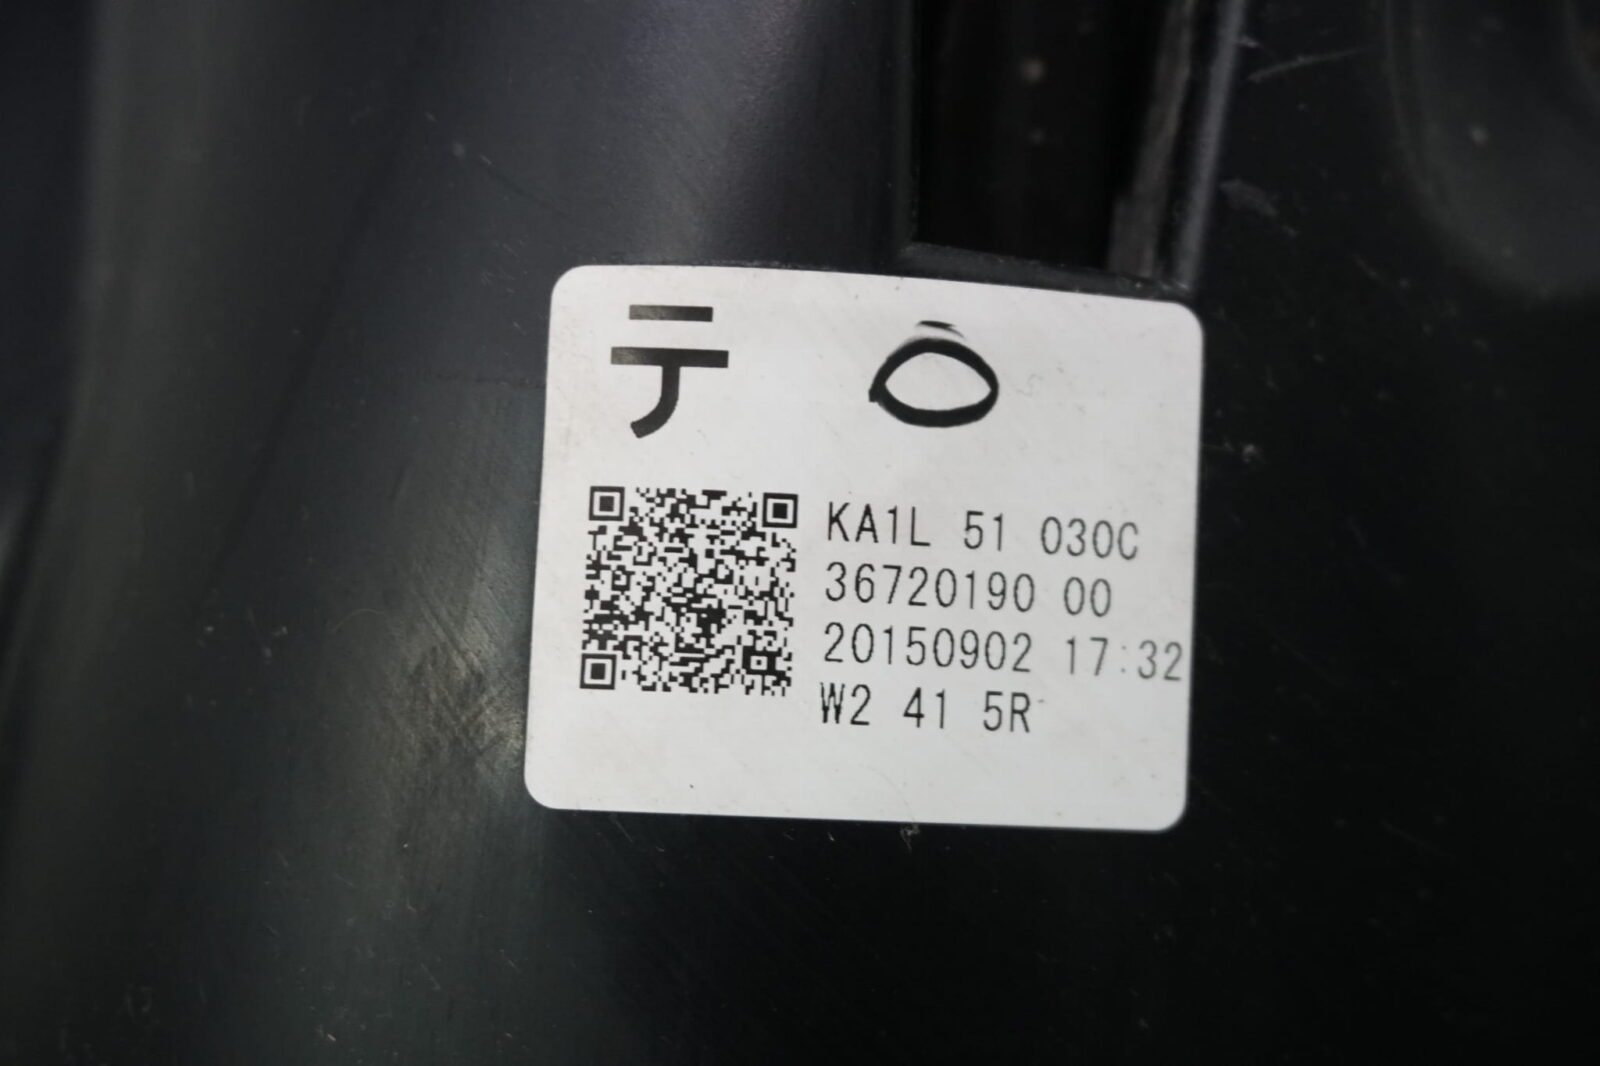 テ
KA1L 51 030C
36720190 00
20150902 17:32
W2 41 5R